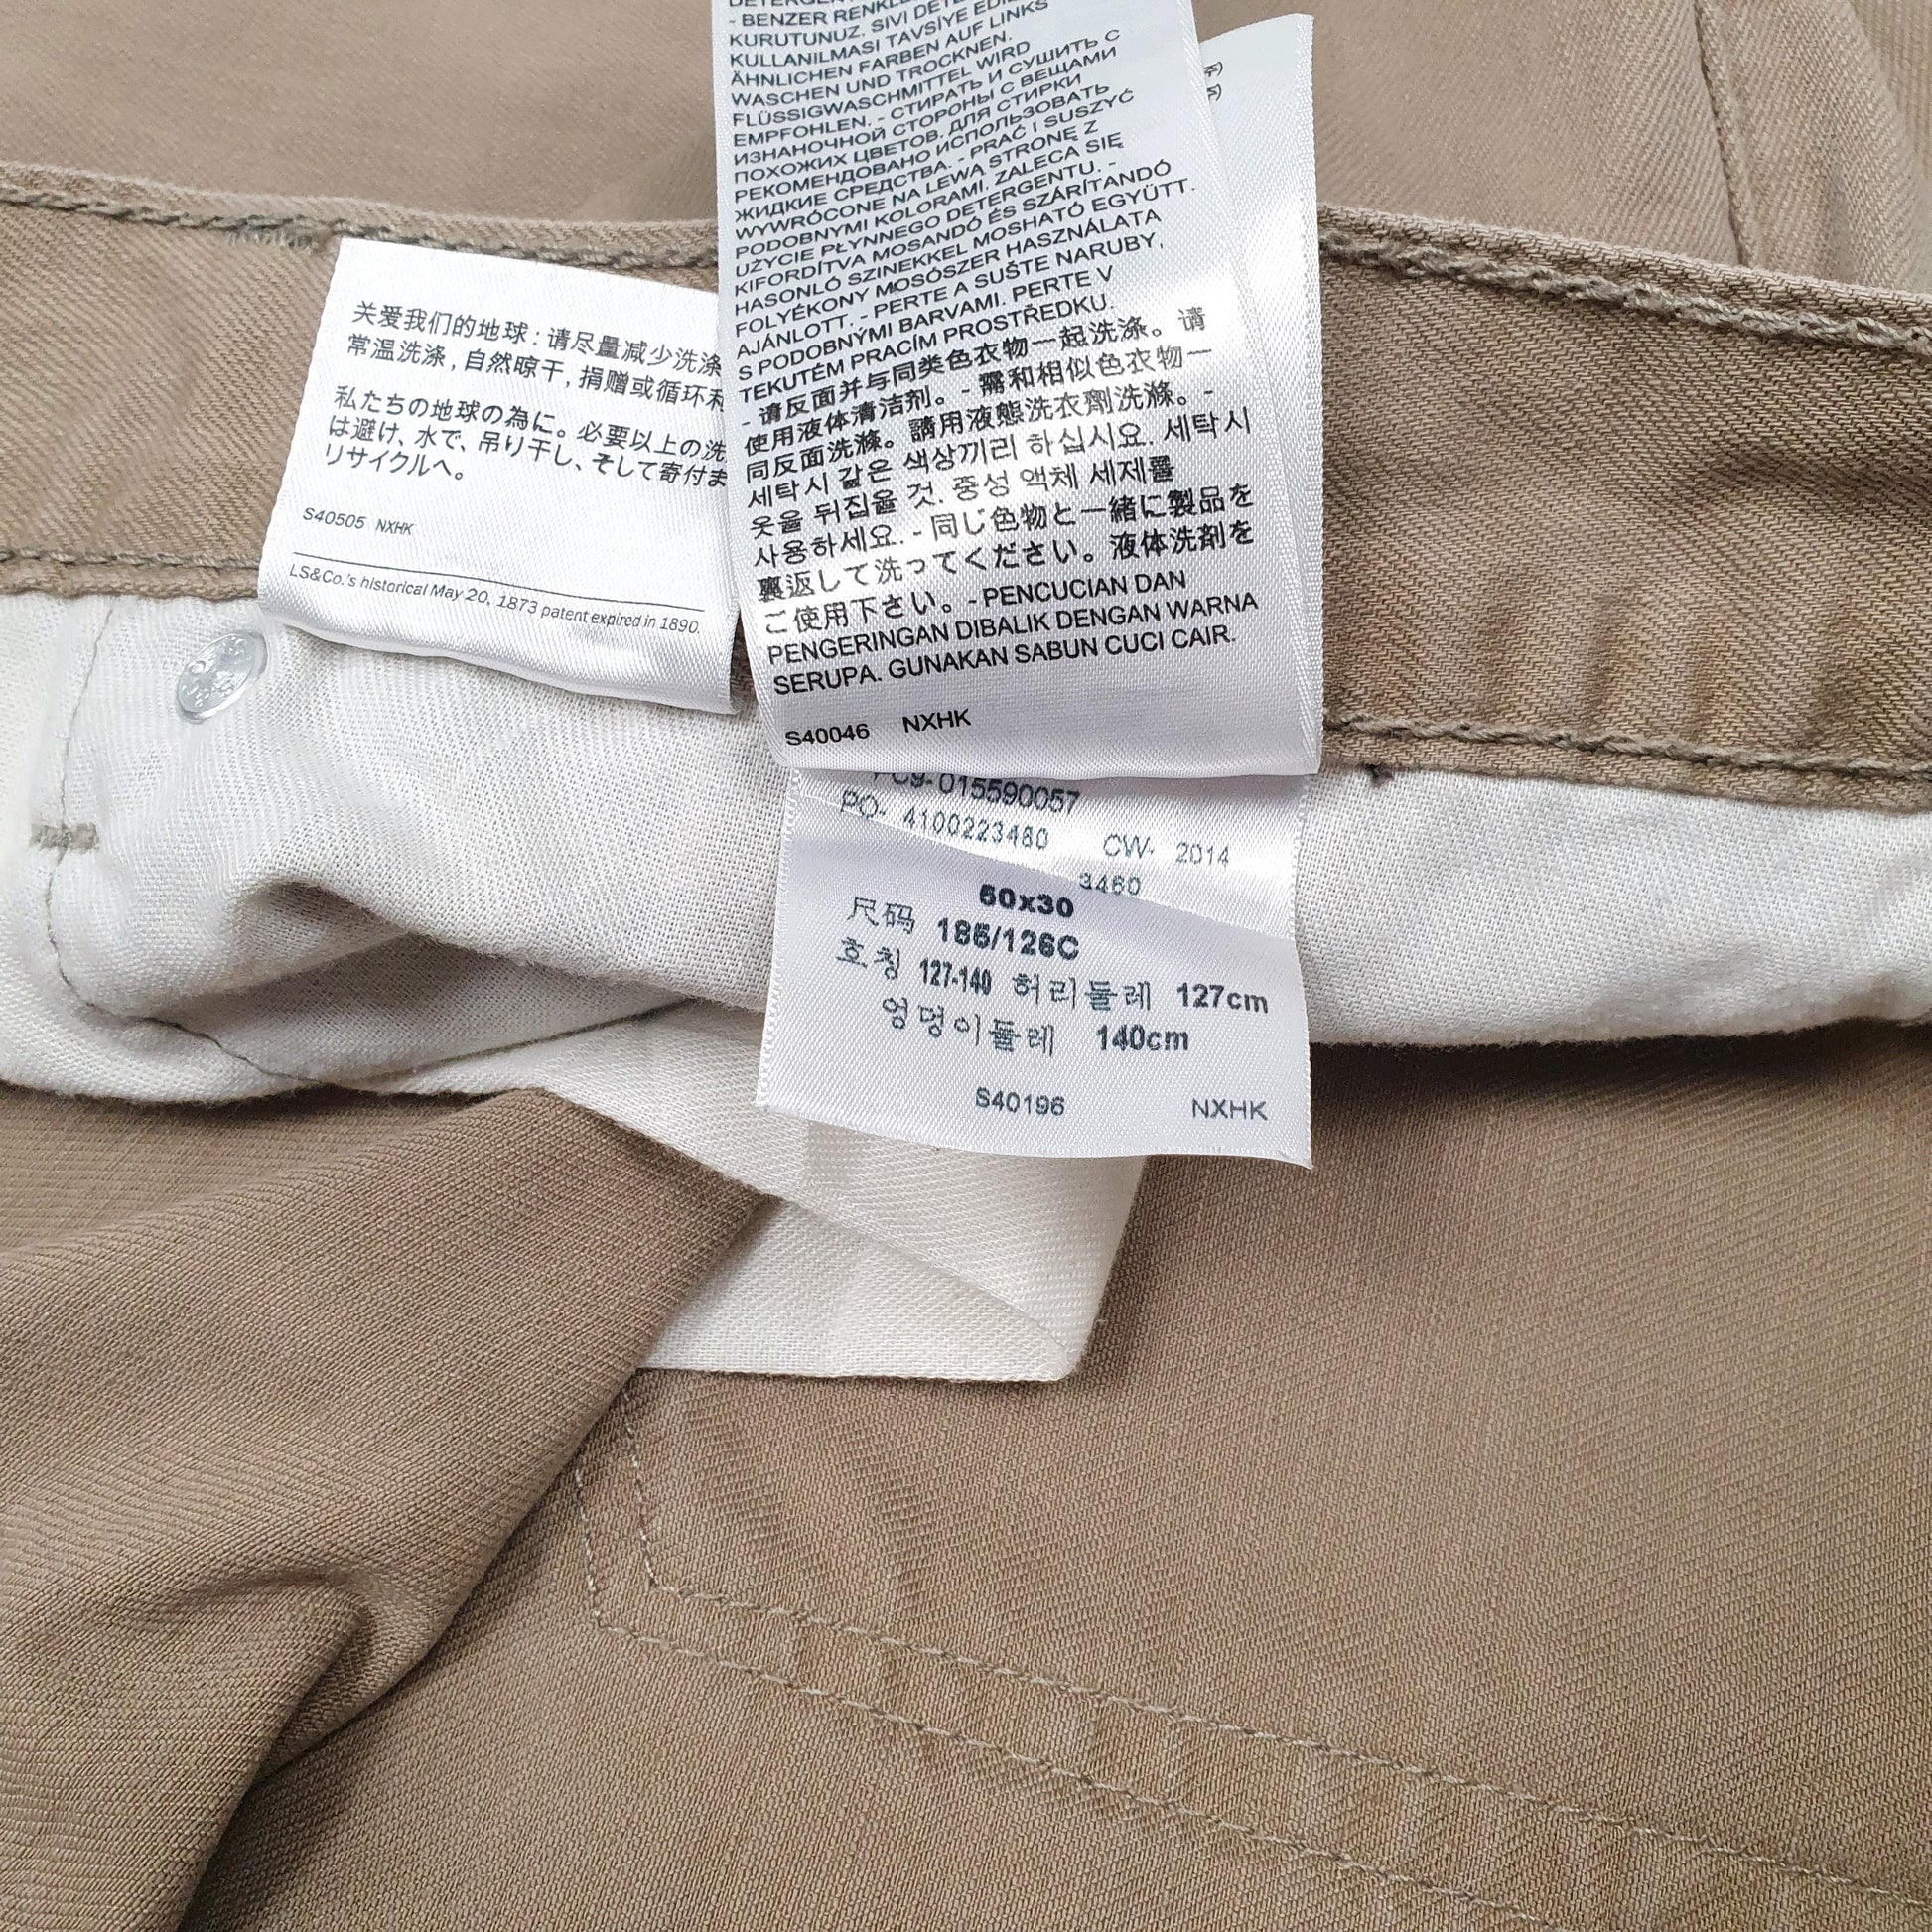 关爱我们的地球：请尽量减少洗涤
常温洗涤，自然晾干，捐赠或循环利
私たちの地球の為に。必要以上の洗
は避け、水で、吊り干し、そして寄付ま
リサイクルへ。
S40505 NXHK
LS&Co.'s historical May 20, 1873 patent expired in 1890.
- BENZER RENKLE
KURUTUNUZ. SIVI DETE
KULLANILMASI TAVSİYE EDİL
ÄHNLICHEN FARBEN AUF LINKS
WASCHEN UND TROCKNEN.
FLÜSSIGWASCHMITTEL WIRD
EMPFOHLEN. - СТИРАТЬ И СУШИТЬ С
ИЗНАНОЧНОЙ СТОРОНЫ С ВЕЩАМИ
ПОХОЖИХ ЦВЕТОВ. ДЛЯ СТИРКИ
РЕКОМЕНДОВАНО ИСПОЛЬЗОВАТЬ
ЖИДКИЕ СРЕДСТВА. - PRAĆ I SUSZYĆ
WYWRÓCONE NA LEWĄ STRONĘ Z
PODOBNYMI KOLORAMI. ZALECA SIĘ
UŻYCIE PŁYNNEGO DETERGENTU. -
KIFORDÍTVA MOSANDÓ ÉS SZÁRÍTANDÓ
HASONLÓ SZINEKKEL MOSHATÓ EGYÜTT.
FOLYÉKONY MOSÓSZER HASZNÁLATA
AJÁNLOTT. - PERTE A SUŠTE NARUBY,
S PODOBNÝMI BARVAMI. PERTE V
TEKUTÉM PRACÍM PROSTŘEDKU.
- 请反面并与同类色衣物一起洗涤。请
使用液体清洁剂。- 需和相似色衣物一
同反面洗滌。請用液態洗衣劑洗滌。-
세탁시 같은 색상끼리 하십시요. 세탁시
옷을 뒤집을 것. 중성 액체 세제를
사용하세요. - 同じ色物と一緒に製品を
裏返して洗ってください。液体洗剤を
ご使用下さい。- PENCUCIAN DAN
PENGERINGAN DIBALIK DENGAN WARNA
SERUPA. GUNAKAN SABUN CUCI CAIR.
S40046 NXHK
PC9- 015590057
PO- 4100223480 CW- 2014
3460
50x30
尺码 185/126C
호칭 127-140 허리둘레 127cm
엉덩이둘레 140cm
S40196 NXHK